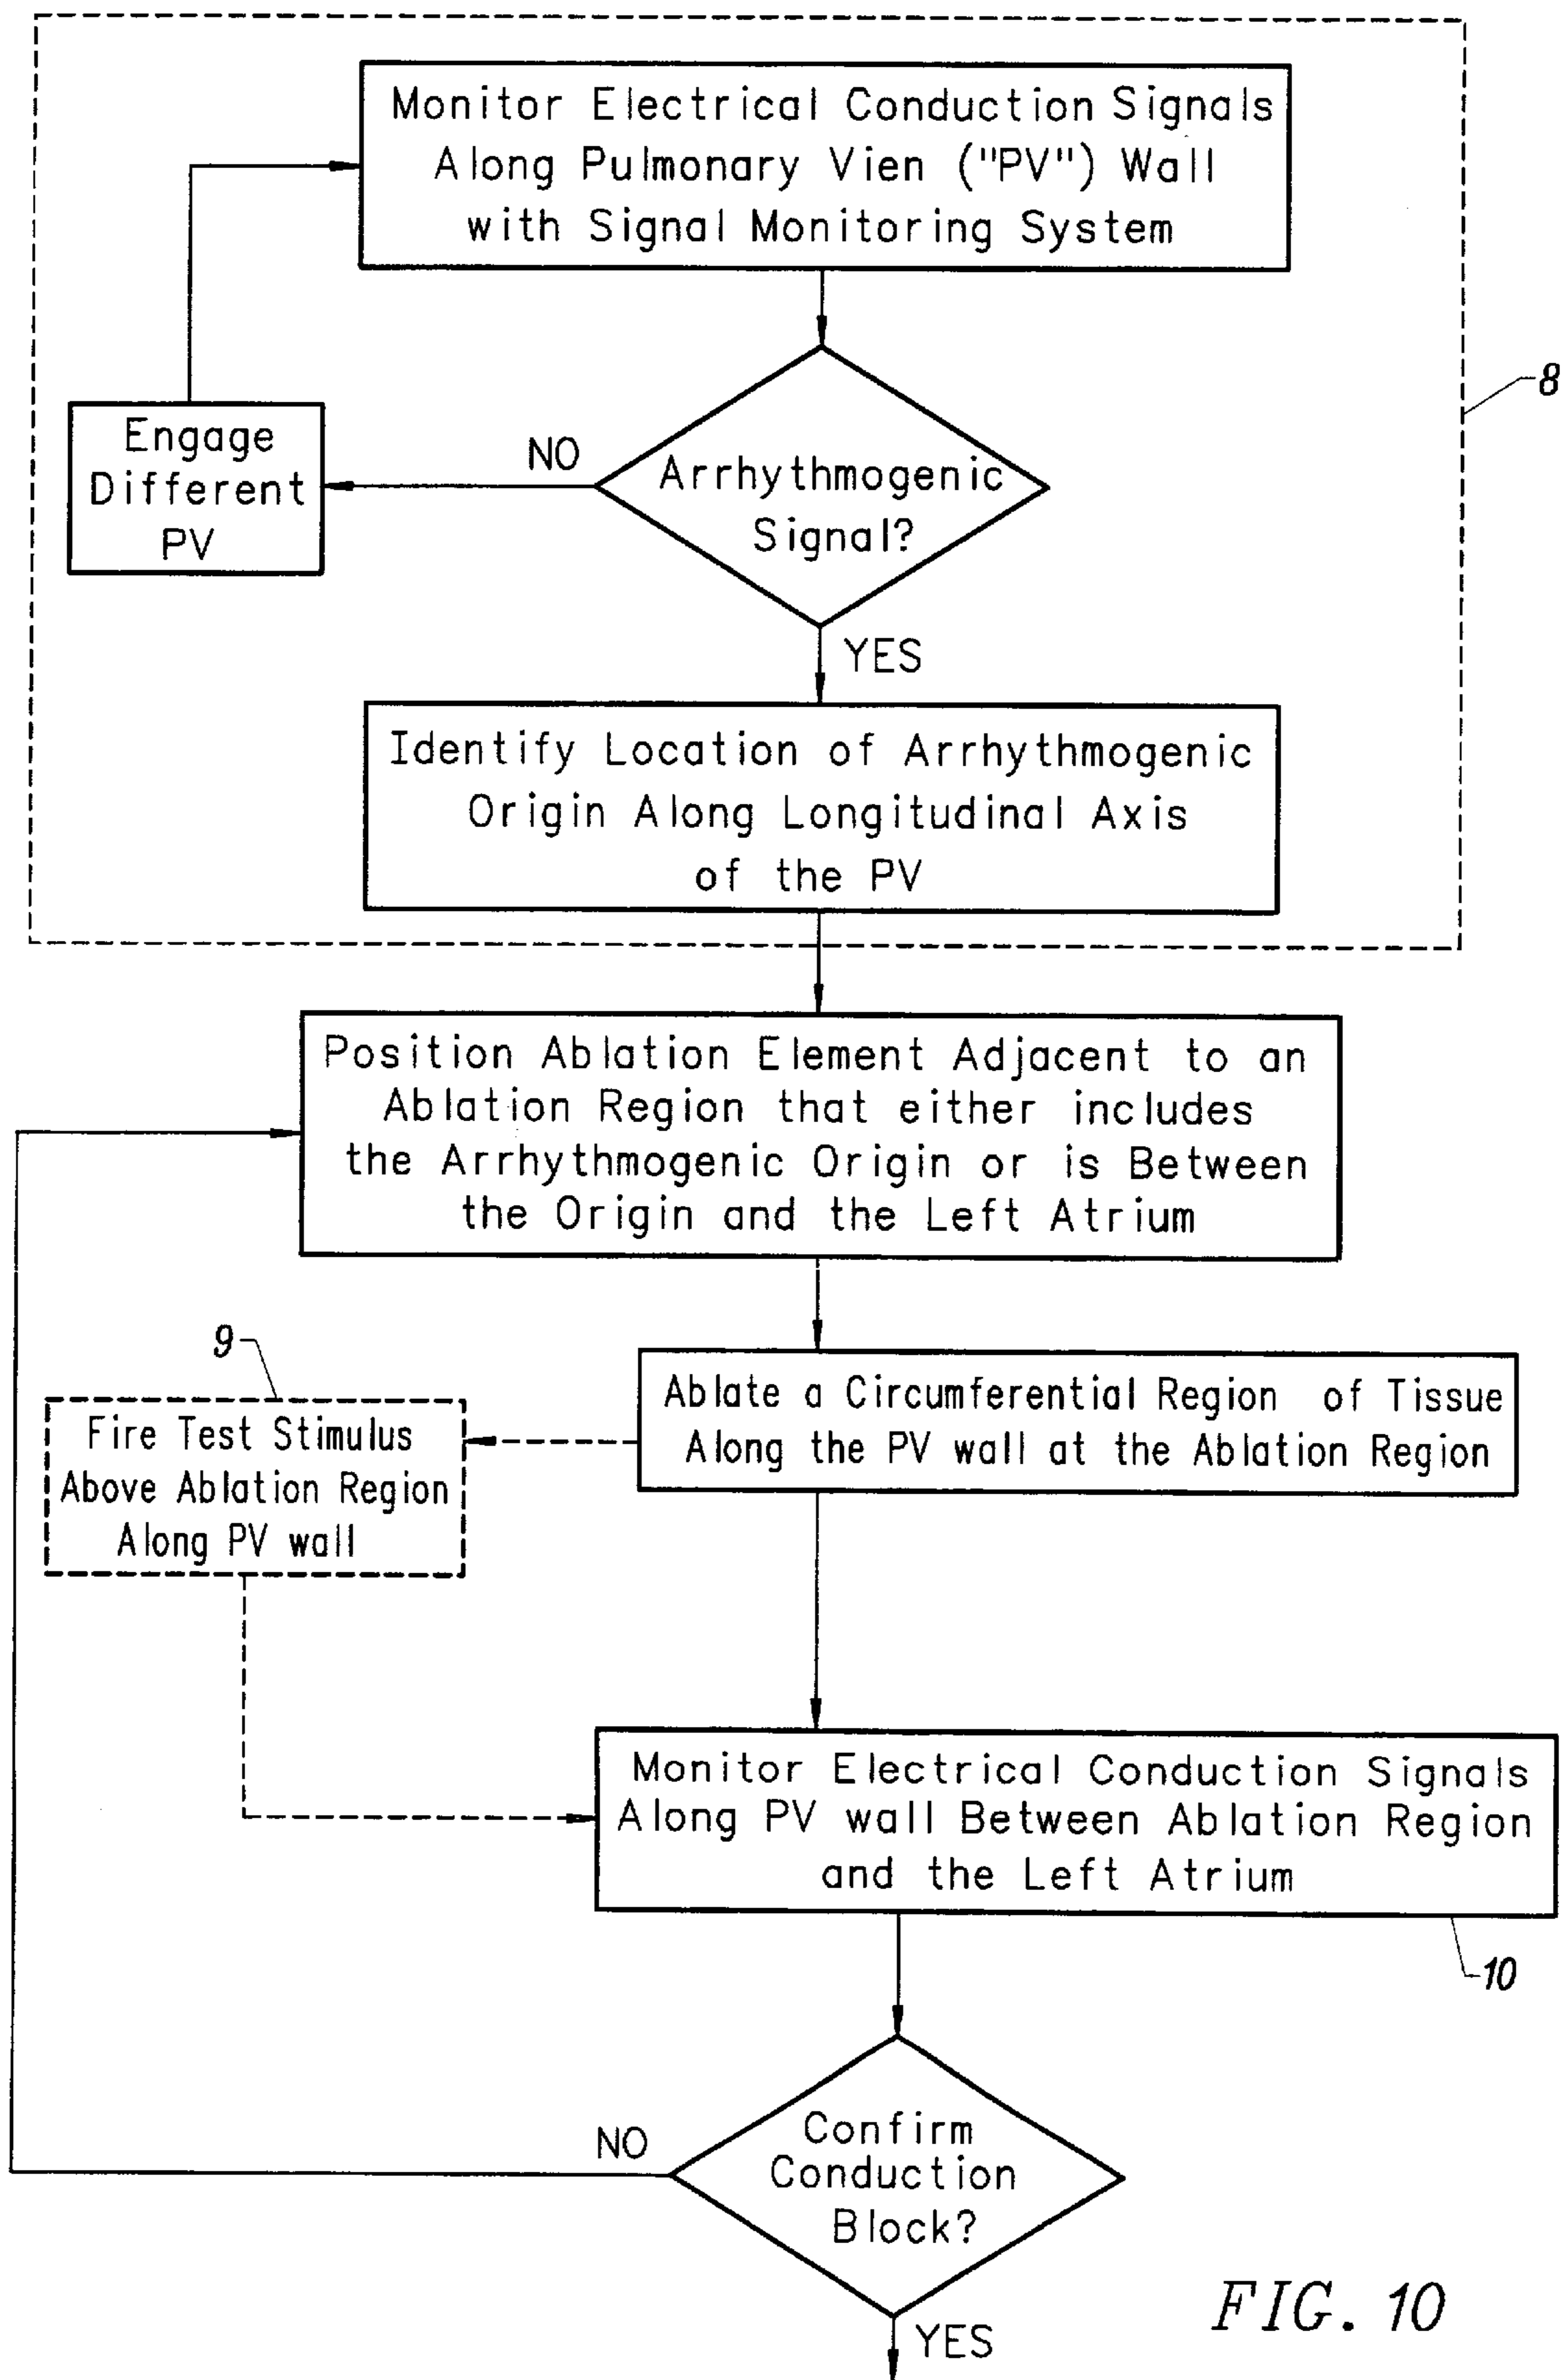 Monitor Electrical Conduction Signals
Along Pulmonary Vien ("PV") Wall
with Signal Monitoring System
8
Engage
Different
PV
NO
Arrhythmogenic
Signal?
YES
Identify Location of Arrhythmogenic
Origin Along Longitudinal Axis
of the PV
Position Ablation Element Adjacent to an
Ablation Region that either includes
the Arrhythmogenic Origin or is Between
the Origin and the Left Atrium
9
Ablate a Circumferential Region of Tissue
Along the PV wall at the Ablation Region
Fire Test Stimulus
Above Ablation Region
Along PV wall
Monitor Electrical Conduction Signals
Along PV wall Between Ablation Region
and the Left Atrium
10
NO
Confirm
Conduction
Block?
YES
FIG. 10